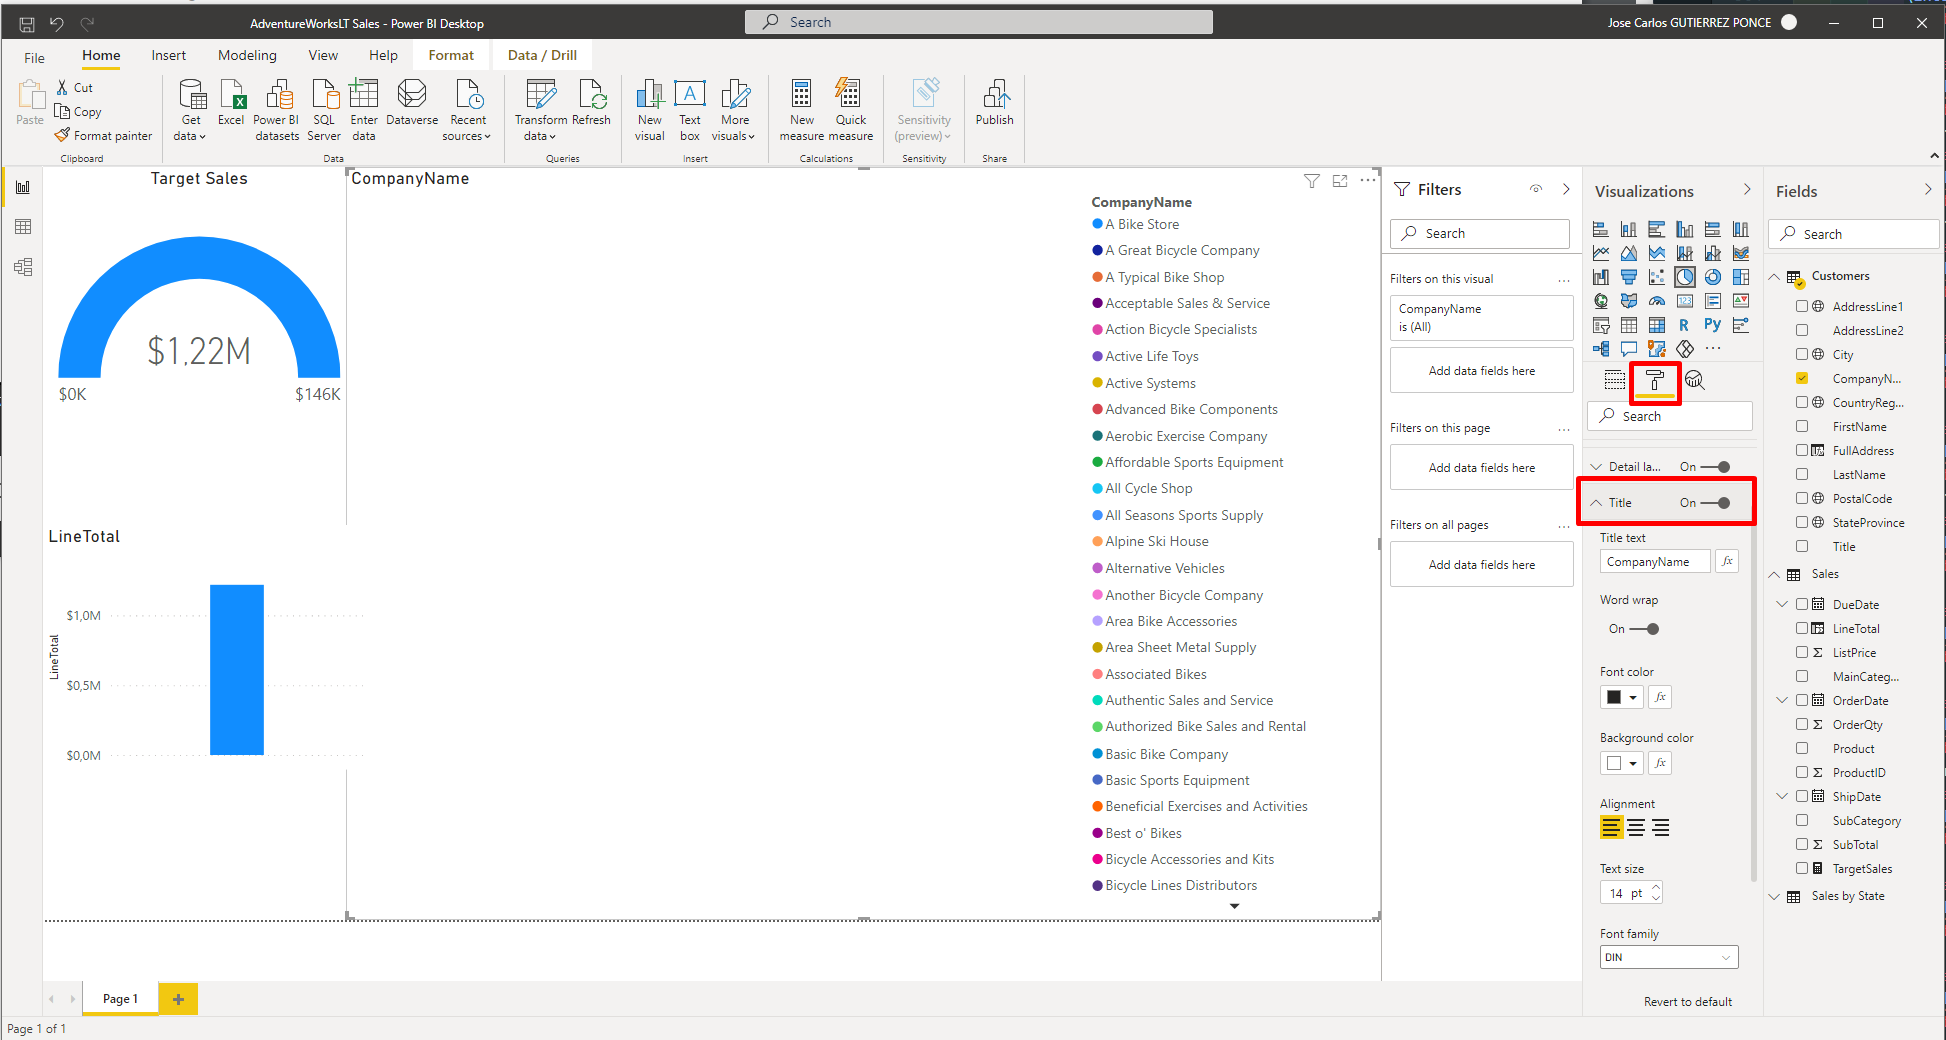 AdventureWorksLT Sales - Power BI Desktop
Search
Jose Carlos GUTIERREZ PONCE
File
Home
Insert
Modeling
View
Help
Format
Data / Drill
Paste
Cut
Copy
Format painter
Clipboard
Get data
Excel
Power BI datasets
SQL Server
Enter data
Dataverse
Recent sources
Data
Transform data
Refresh
Queries
New visual
Text box
More visuals
Insert
New measure
Quick measure
Calculations
Sensitivity (preview)
Sensitivity
Publish
Share
Target Sales
$1,22M
$0K
$146K
LineTotal
$1,0M
$0,5M
$0,0M
LineTotal
CompanyName
CompanyName
A Bike Store
A Great Bicycle Company
A Typical Bike Shop
Acceptable Sales & Service
Action Bicycle Specialists
Active Life Toys
Active Systems
Advanced Bike Components
Aerobic Exercise Company
Affordable Sports Equipment
All Cycle Shop
All Seasons Sports Supply
Alpine Ski House
Alternative Vehicles
Another Bicycle Company
Area Bike Accessories
Area Sheet Metal Supply
Associated Bikes
Authentic Sales and Service
Authorized Bike Sales and Rental
Basic Bike Company
Basic Sports Equipment
Beneficial Exercises and Activities
Best o' Bikes
Bicycle Accessories and Kits
Bicycle Lines Distributors
Filters
Search
Filters on this visual
...
CompanyName
is (All)
Add data fields here
Filters on this page
...
Add data fields here
Filters on all pages
...
Add data fields here
Visualizations
123
R
Py
...
Search
Detail la...
On
Title
On
Title text
CompanyName
fx
Word wrap
On
Font color
fx
Background color
fx
Alignment
Text size
14 pt
Font family
DIN
Revert to default
Fields
Search
Customers
AddressLine1
AddressLine2
City
CompanyN...
CountryReg...
FirstName
FullAddress
LastName
PostalCode
StateProvince
Title
Sales
DueDate
LineTotal
Σ ListPrice
MainCateg...
OrderDate
Σ OrderQty
Product
Σ ProductID
ShipDate
SubCategory
Σ SubTotal
TargetSales
Sales by State
Page 1
+
Page 1 of 1